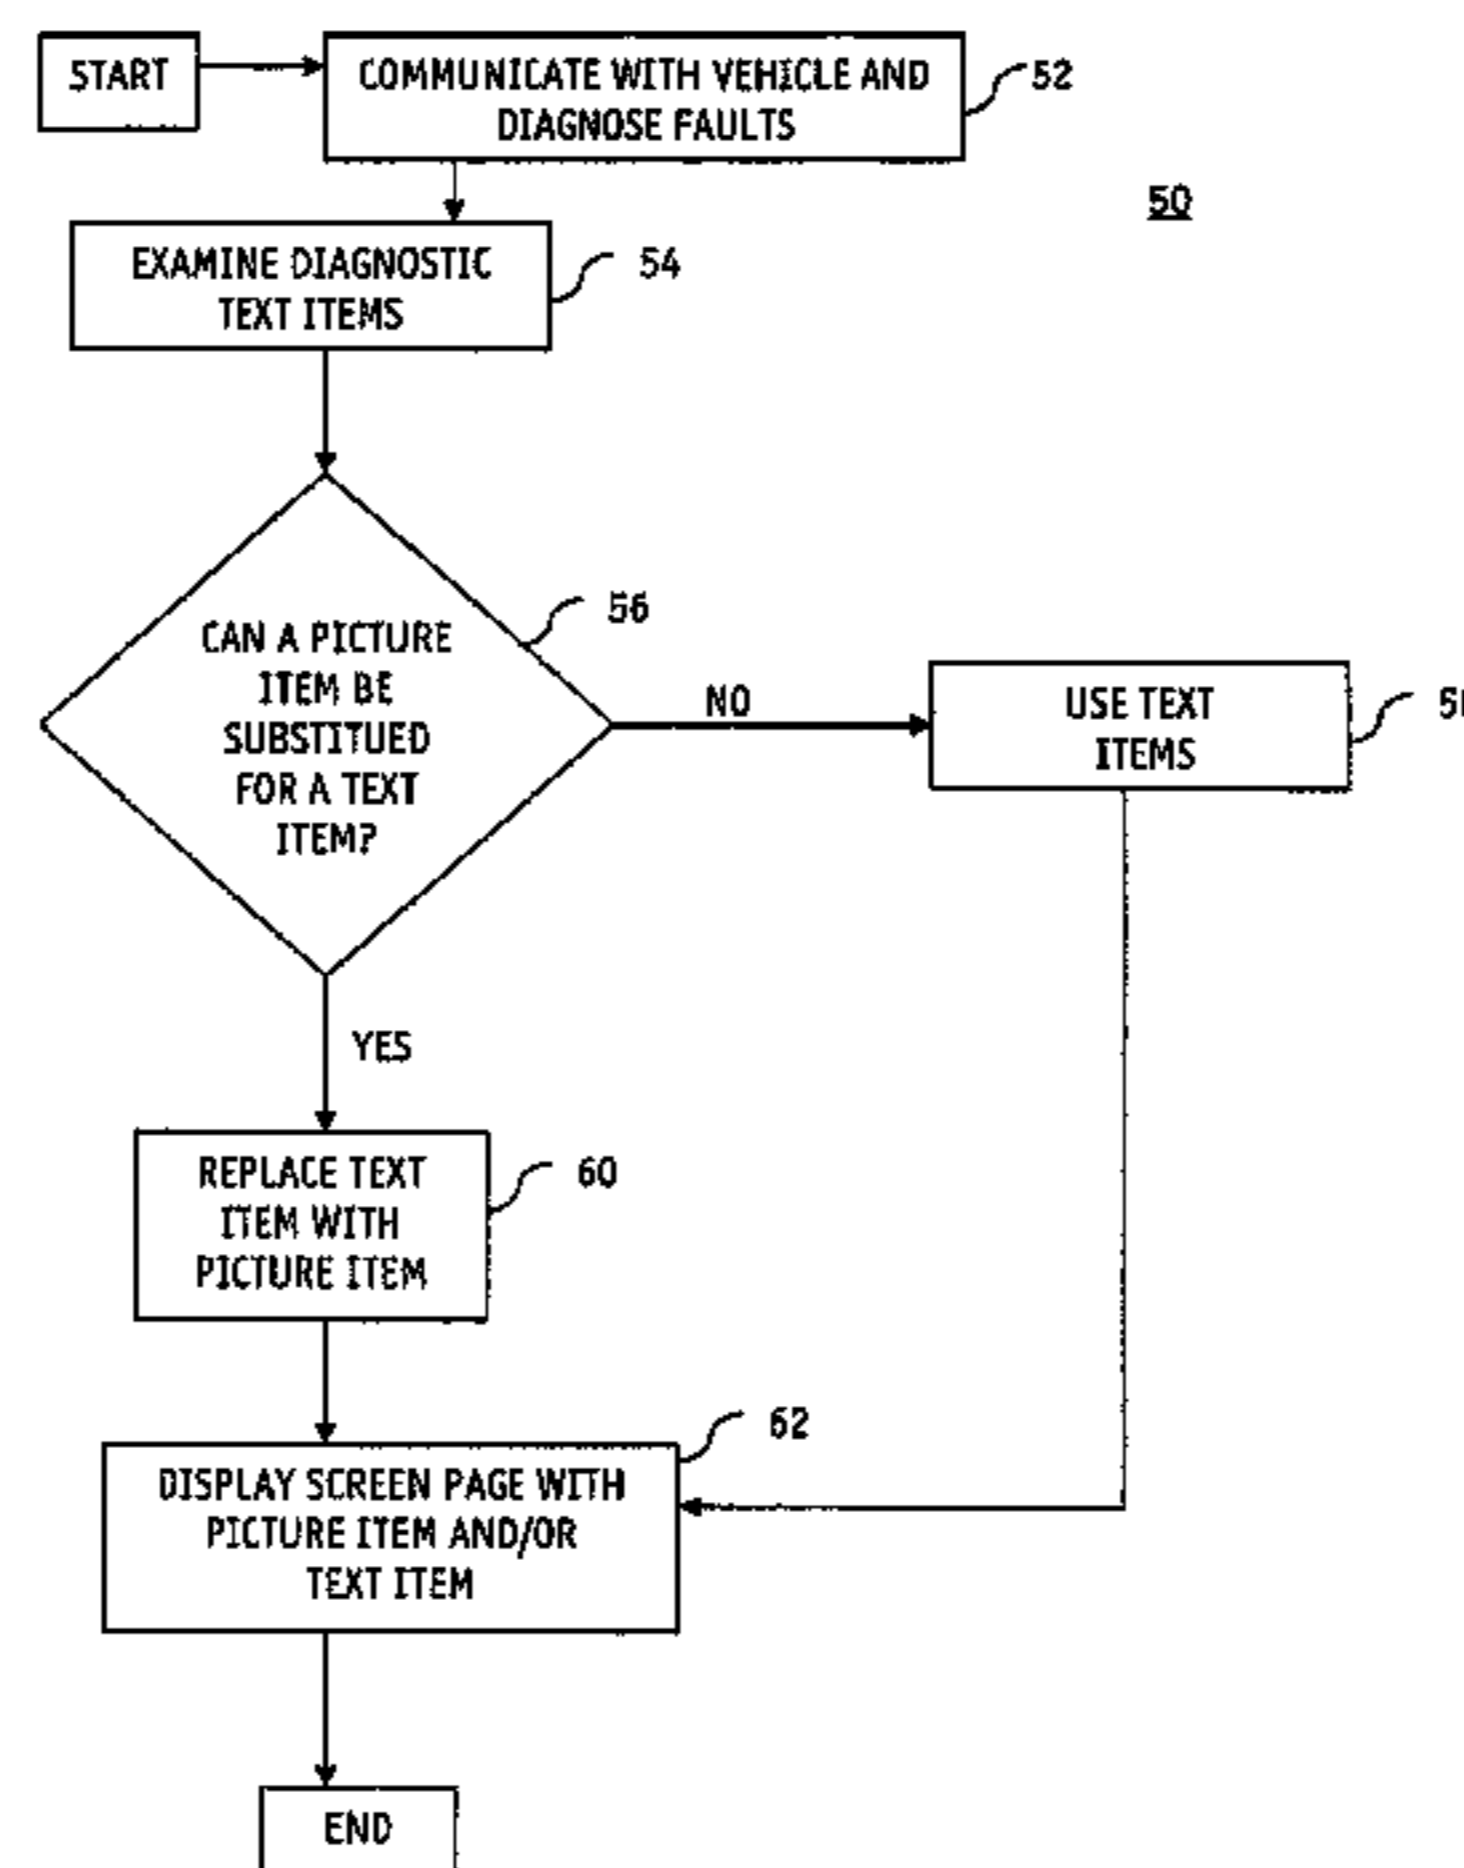 START
COMMUNICATE WITH VEHICLE AND
DIAGNOSE FAULTS
52
50
EXAMINE DIAGNOSTIC
TEXT ITEMS
54
CAN A PICTURE
ITEM BE
SUBSTITUED
FOR A TEXT
ITEM?
56
NO
USE TEXT
ITEMS
YES
REPLACE TEXT
ITEM WITH
PICTURE ITEM
60
DISPLAY SCREEN PAGE WITH
PICTURE ITEM AND/OR
TEXT ITEM
62
END